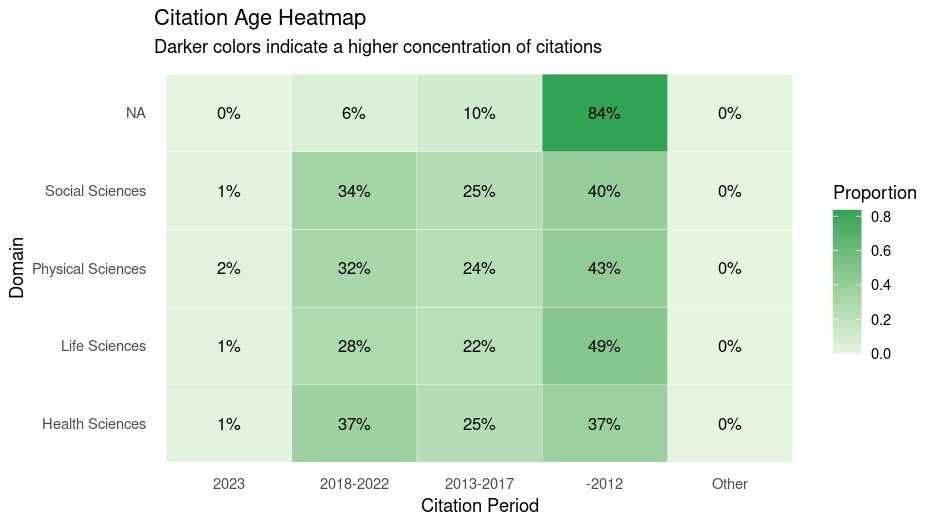 Citation Age Heatmap
Darker colors indicate a higher concentration of citations
NA 0% 6% 10% 84% 0%
Social Sciences 1% 34% 25% 40% 0%
Physical Sciences 2% 32% 24% 43% 0%
Life Sciences 1% 28% 22% 49% 0%
Health Sciences 1% 37% 25% 37% 0%
2023 2018-2022 2013-2017 -2012 Other
Citation Period
Domain
Proportion
0.8
0.6
0.4
0.2
0.0